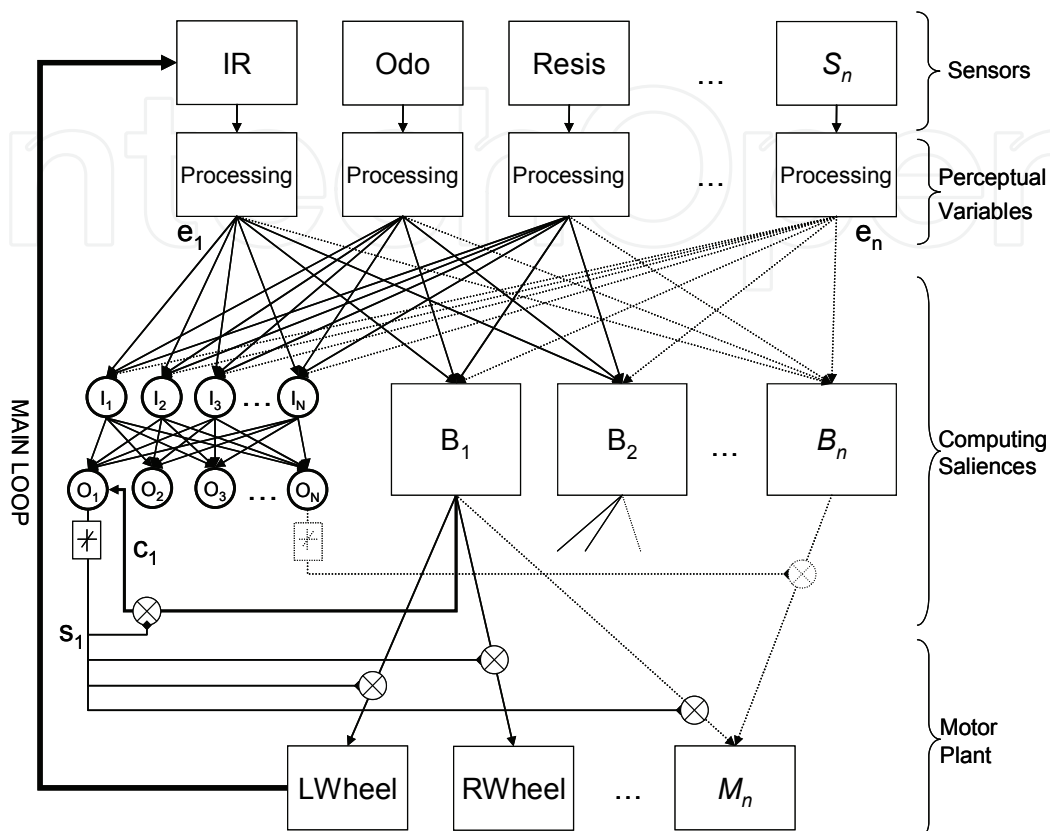 IR Odo Resis ... Sn Sensors
ntechOpen
Processing Processing Processing ... Processing Perceptual
Variables
e1 en
I1 I2 I3 ... IN
B1 B2 ... Bn Computing
Saliences
O1 O2 O3 ... ON
MAIN LOOP
c1
s1
Motor
Plant
LWheel RWheel ... Mn